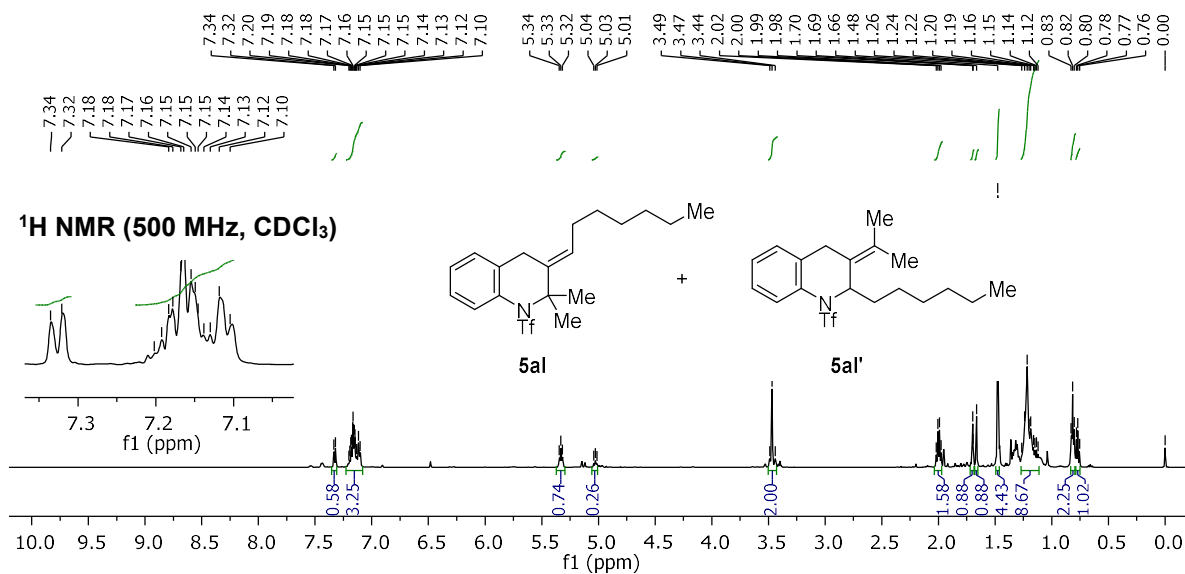 7.34 7.32 7.20 7.19 7.18 7.18 7.17 7.16 7.15 7.15 7.15 7.14 7.13 7.12 7.10 5.34 5.33 5.32 5.04 5.03 5.01 3.49 3.47 3.44 2.02 2.00 1.99 1.98 1.70 1.69 1.66 1.48 1.26 1.24 1.22 1.20 1.19 1.16 1.15 1.14 1.12 0.83 0.82 0.80 0.78 0.77 0.76 0.00
7.34 7.32 7.18 7.18 7.17 7.16 7.15 7.15 7.15 7.14 7.13 7.12 7.10
¹H NMR (500 MHz, CDCl₃)
7.3 7.2 7.1
f1 (ppm)
Me
N
Tf
Me
Me
5al
+
Me
Me
N
Tf
Me
5al'
0.58 3.25 0.74 0.26 2.00 1.58 0.88 0.88 4.43 8.67 2.25 1.02
10.0 9.5 9.0 8.5 8.0 7.5 7.0 6.5 6.0 5.5 5.0 4.5 4.0 3.5 3.0 2.5 2.0 1.5 1.0 0.5 0.0
f1 (ppm)